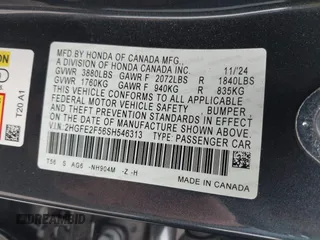 MFD. BY HONDA OF CANADA MFG.,
A DIVISION OF HONDA CANADA INC. 11/'24
GVWR 3880LBS GAWR F 2072LBS R 1840LBS
GVWR 1760KG GAWR F 940KG R 835KG
THIS VEHICLE CONFORMS TO ALL APPLICABLE
FEDERAL MOTOR VEHICLE SAFETY, BUMPER,
AND THEFT PREVENTION STANDARDS IN EFFECT
ON THE DATE OF MANUFACTURE SHOWN ABOVE.
VIN:2HGFE2F56SH546313 TYPE:PASSENGER CAR
T56 S AG6 -NH904M -Z -H
MADE IN CANADA
T20 A1
EZDREAMBID